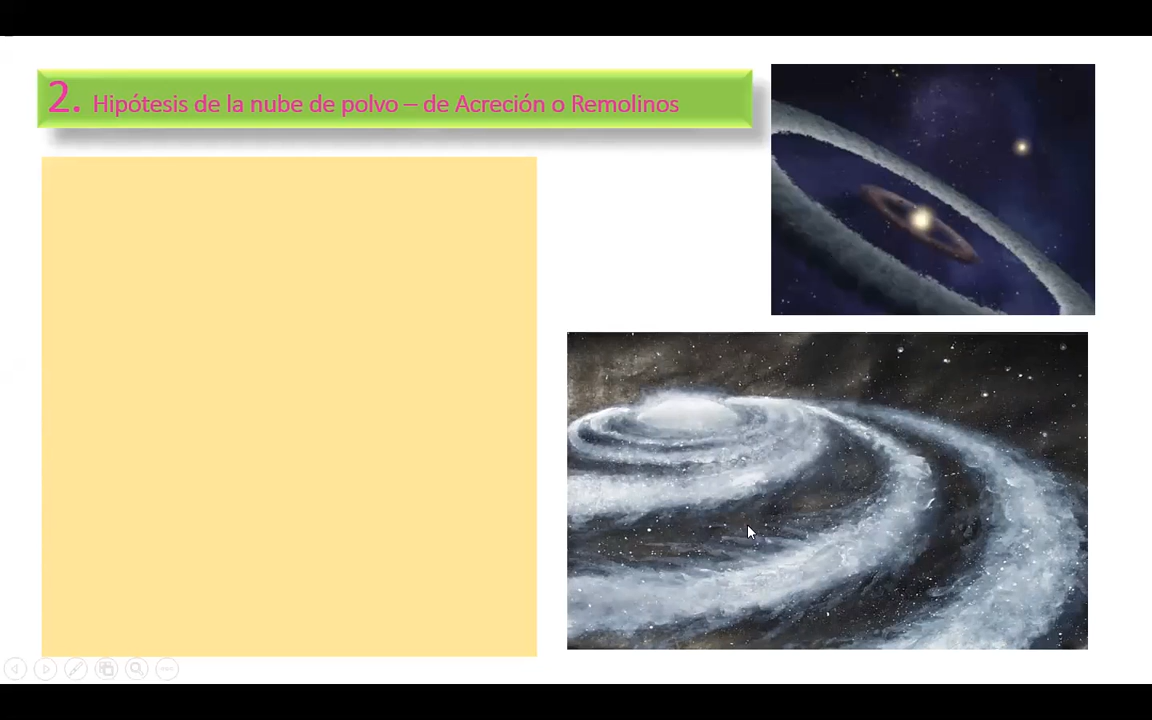 2. Hipótesis de la nube de polvo – de Acreción o Remolinos